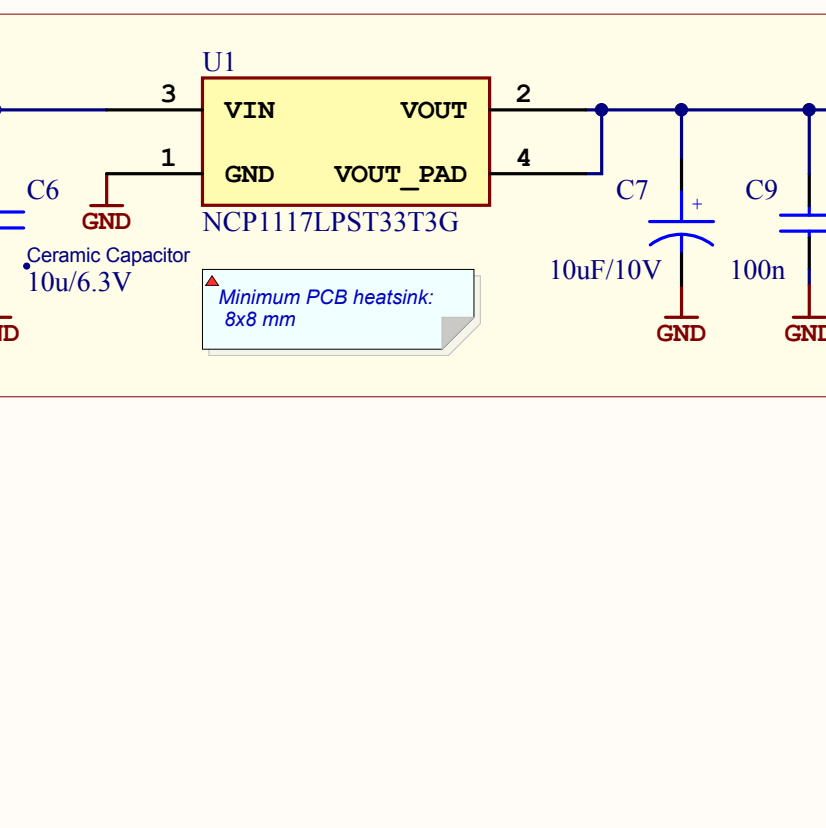 U1
3
VIN
VOUT
2
1
GND
VOUT_PAD
4
C6
GND
NCP1117LPST33T3G
C7
+
C9
Ceramic Capacitor
10u/6.3V
Minimum PCB heatsink:
8x8 mm
10uF/10V
100n
ND
GND
GND